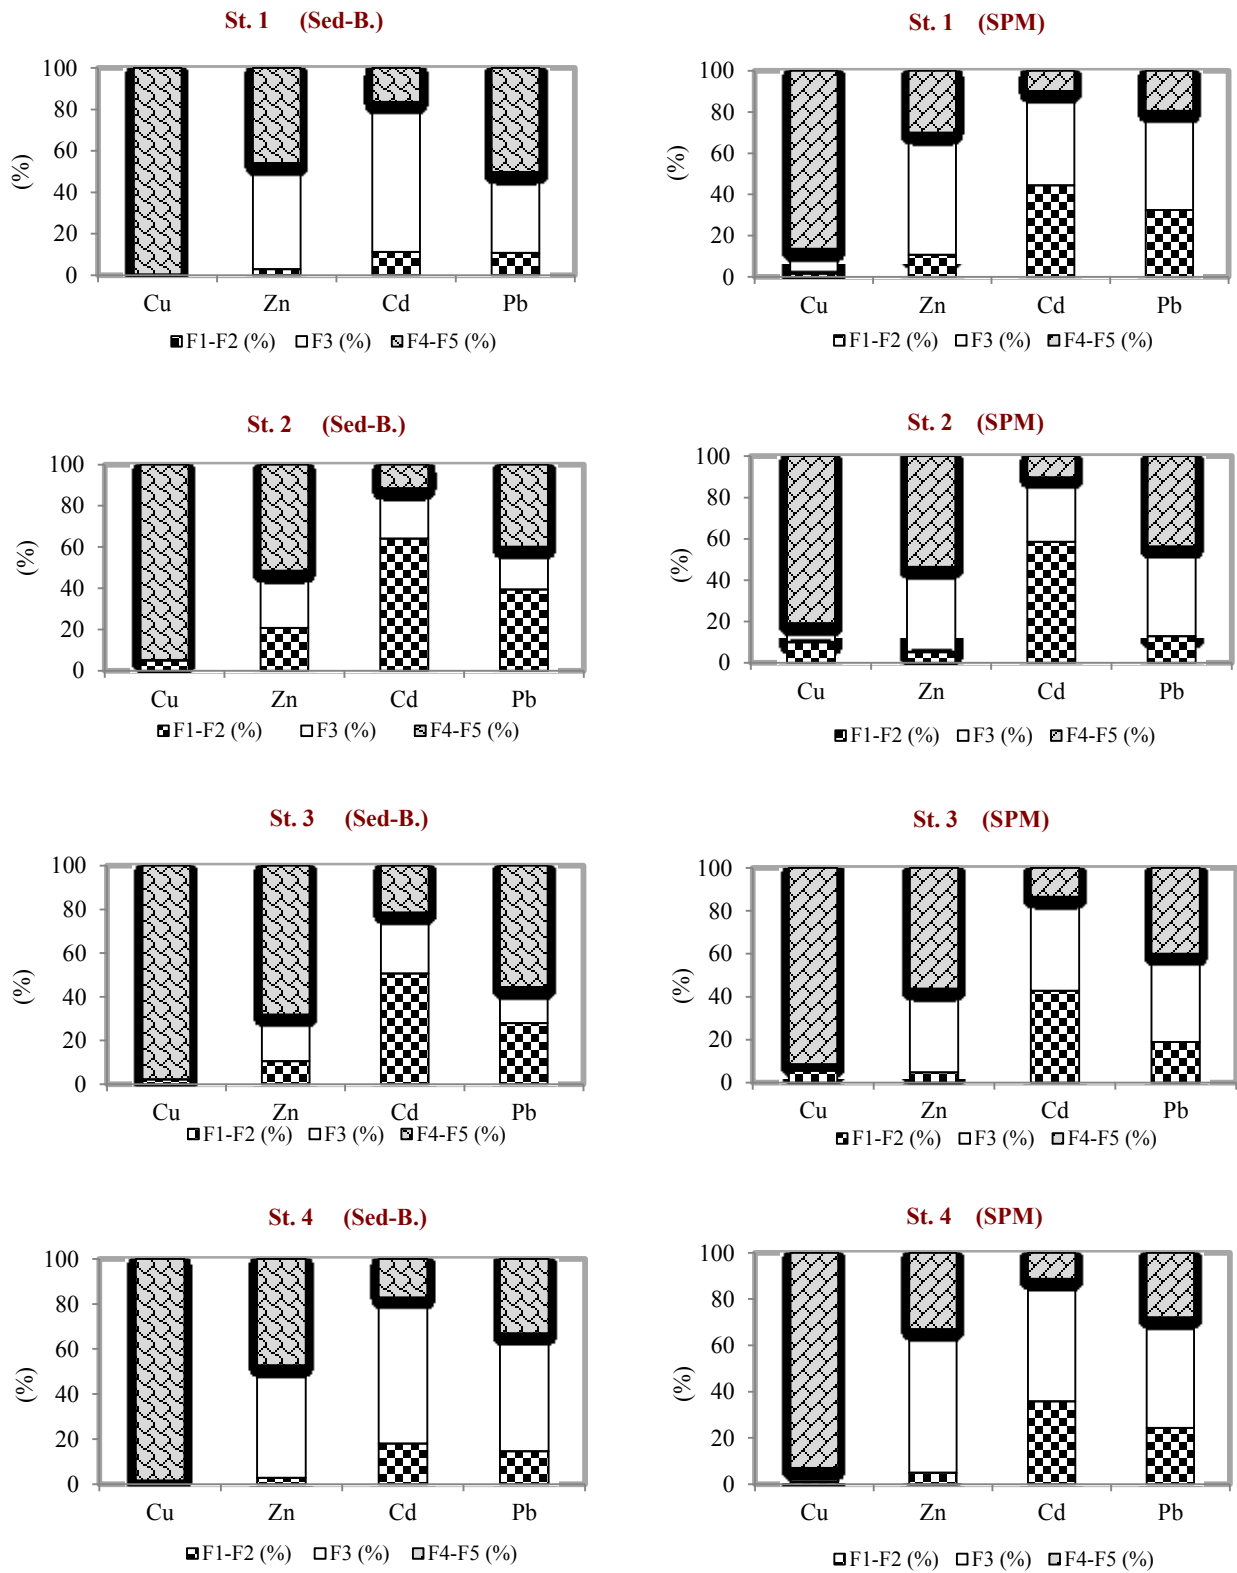 St. 1 (Sed-B.)
100
80
60
40
20
0
(%)
Cu Zn Cd Pb
F1-F2 (%) F3 (%) F4-F5 (%)
St. 1 (SPM)
100
80
60
40
20
0
(%)
Cu Zn Cd Pb
F1-F2 (%) F3 (%) F4-F5 (%)
St. 2 (Sed-B.)
100
80
60
40
20
0
(%)
Cu Zn Cd Pb
F1-F2 (%) F3 (%) F4-F5 (%)
St. 2 (SPM)
100
80
60
40
20
0
(%)
Cu Zn Cd Pb
F1-F2 (%) F3 (%) F4-F5 (%)
St. 3 (Sed-B.)
100
80
60
40
20
0
(%)
Cu Zn Cd Pb
F1-F2 (%) F3 (%) F4-F5 (%)
St. 3 (SPM)
100
80
60
40
20
0
(%)
Cu Zn Cd Pb
F1-F2 (%) F3 (%) F4-F5 (%)
St. 4 (Sed-B.)
100
80
60
40
20
0
(%)
Cu Zn Cd Pb
F1-F2 (%) F3 (%) F4-F5 (%)
St. 4 (SPM)
100
80
60
40
20
0
(%)
Cu Zn Cd Pb
F1-F2 (%) F3 (%) F4-F5 (%)